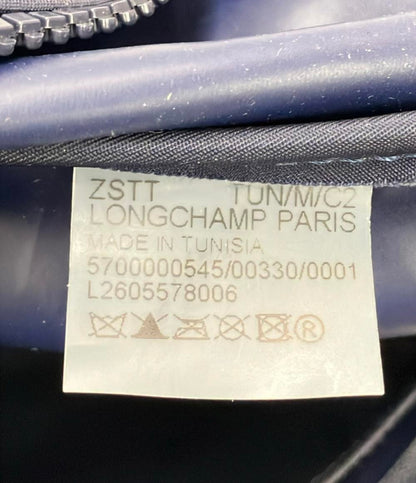 ZSTT TUN/M/C2
LONGCHAMP PARIS
MADE IN TUNISIA
5700000545/00330/0001
L2605578006
®